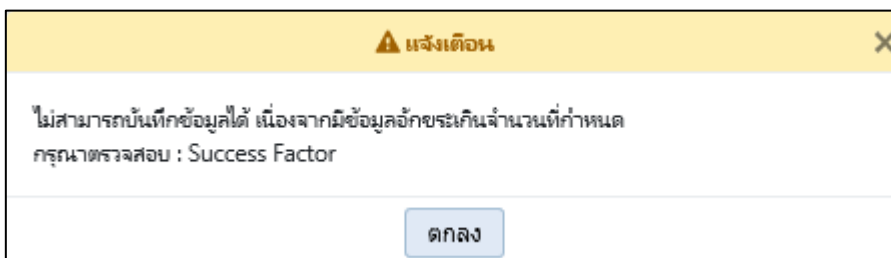 แจ้งเตือน
ไม่สามารถบันทึกข้อมูลได้ เนื่องจากมีข้อมูลอักขระเกินจำนวนที่กำหนด
กรุณาตรวจสอบ : Success Factor
ตกลง